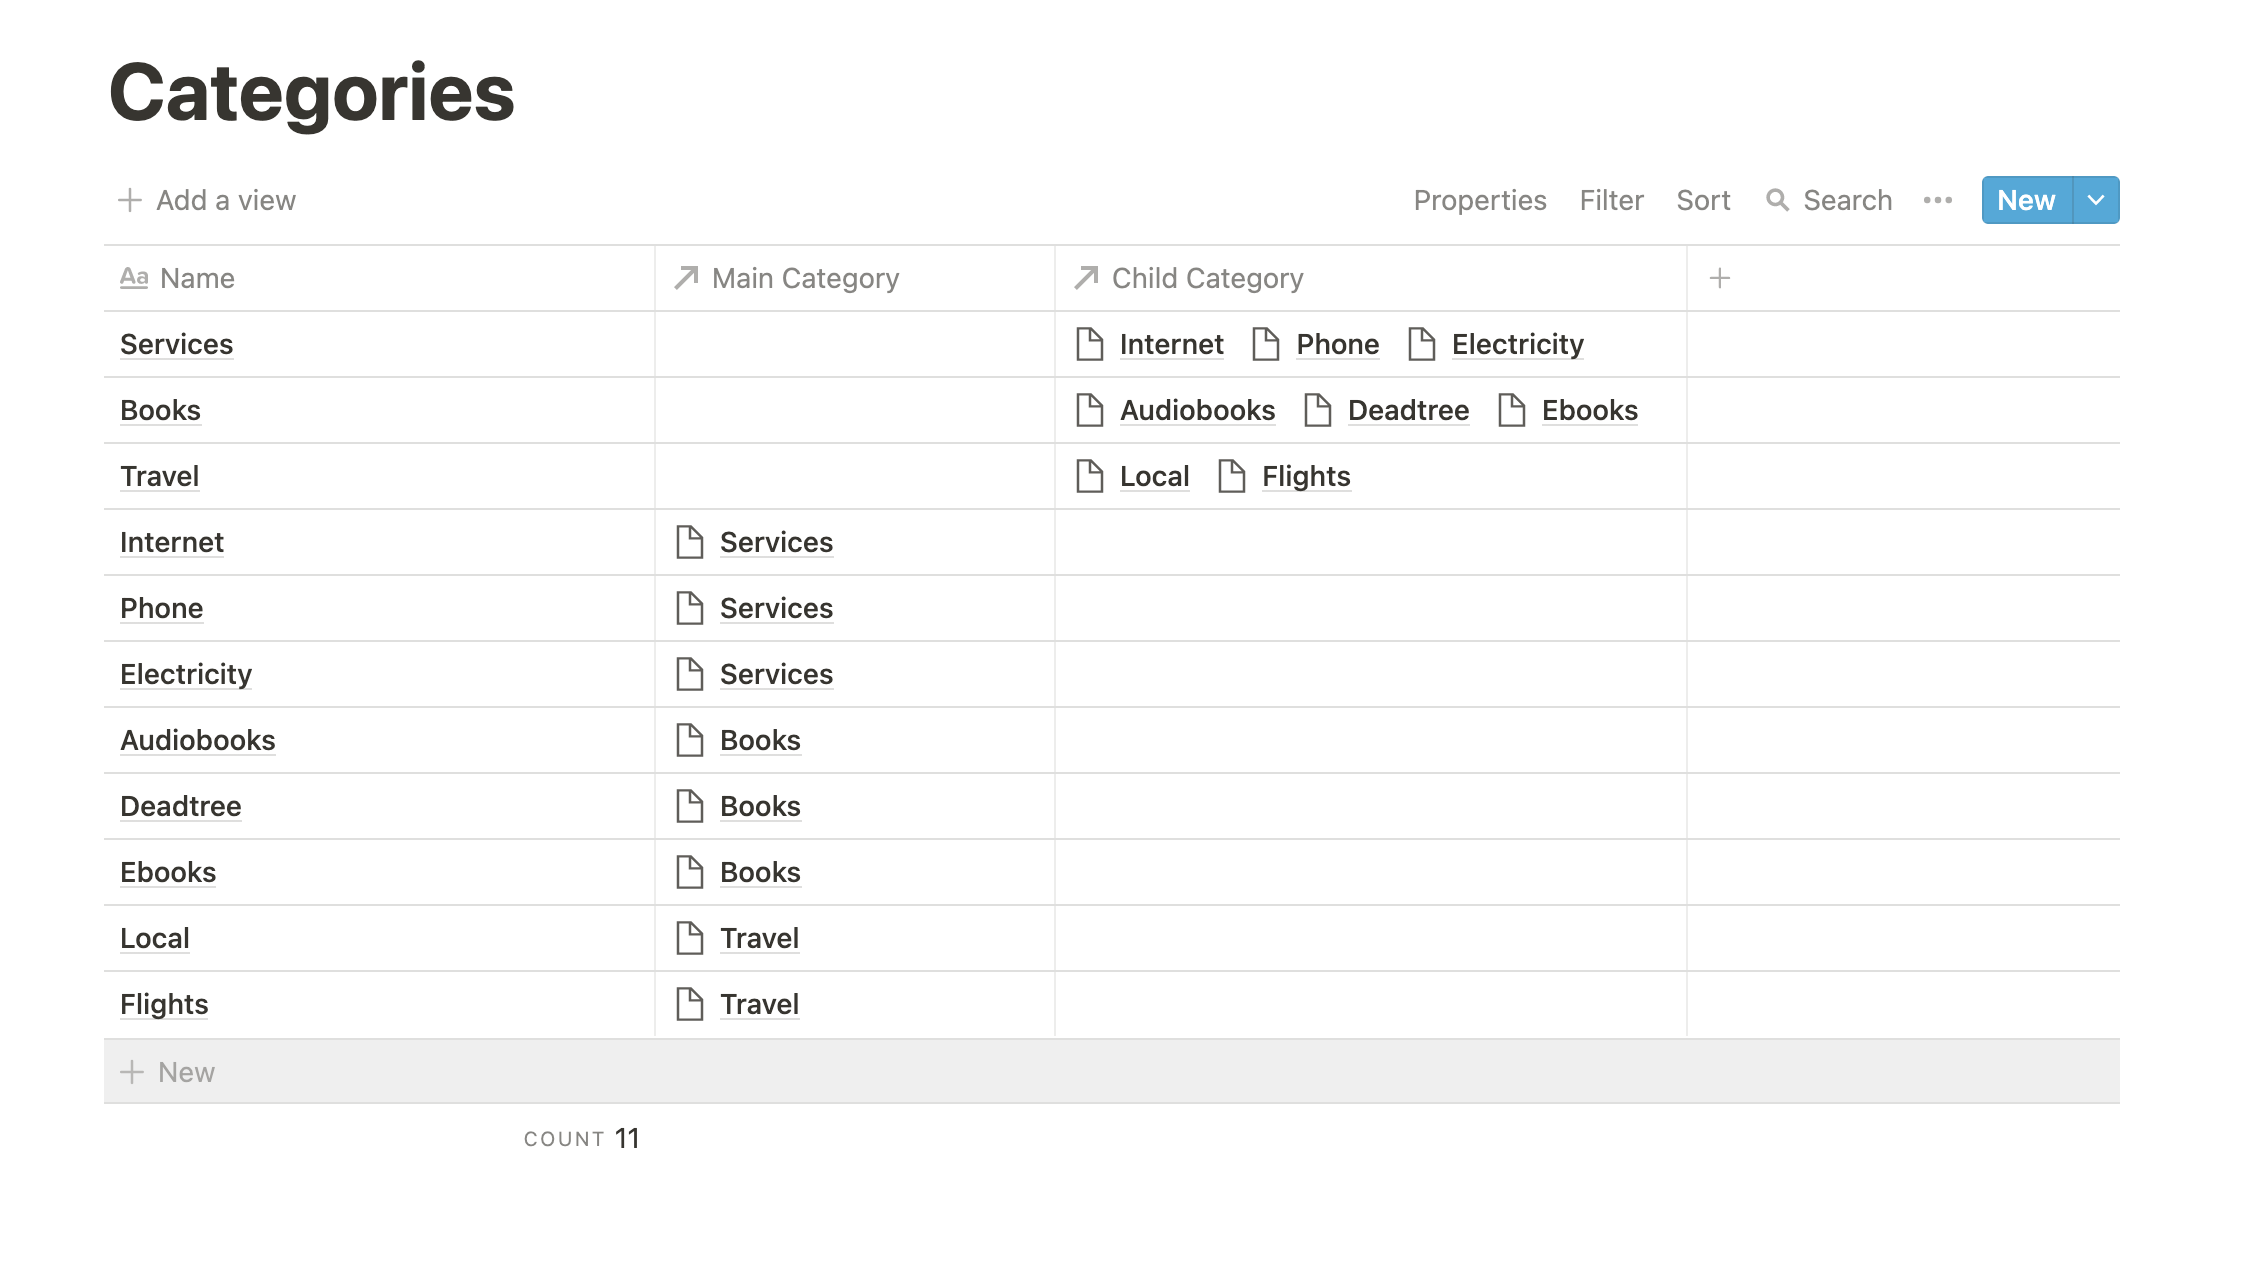 Categories
Add a view Properties Filter Sort Search ••• New
Aa Name Main Category Child Category
Services Internet Phone Electricity
Books Audiobooks Deadtree Ebooks
Travel Local Flights
Internet Services
Phone Services
Electricity Services
Audiobooks Books
Deadtree Books
Ebooks Books
Local Travel
Flights Travel
New
COUNT 11